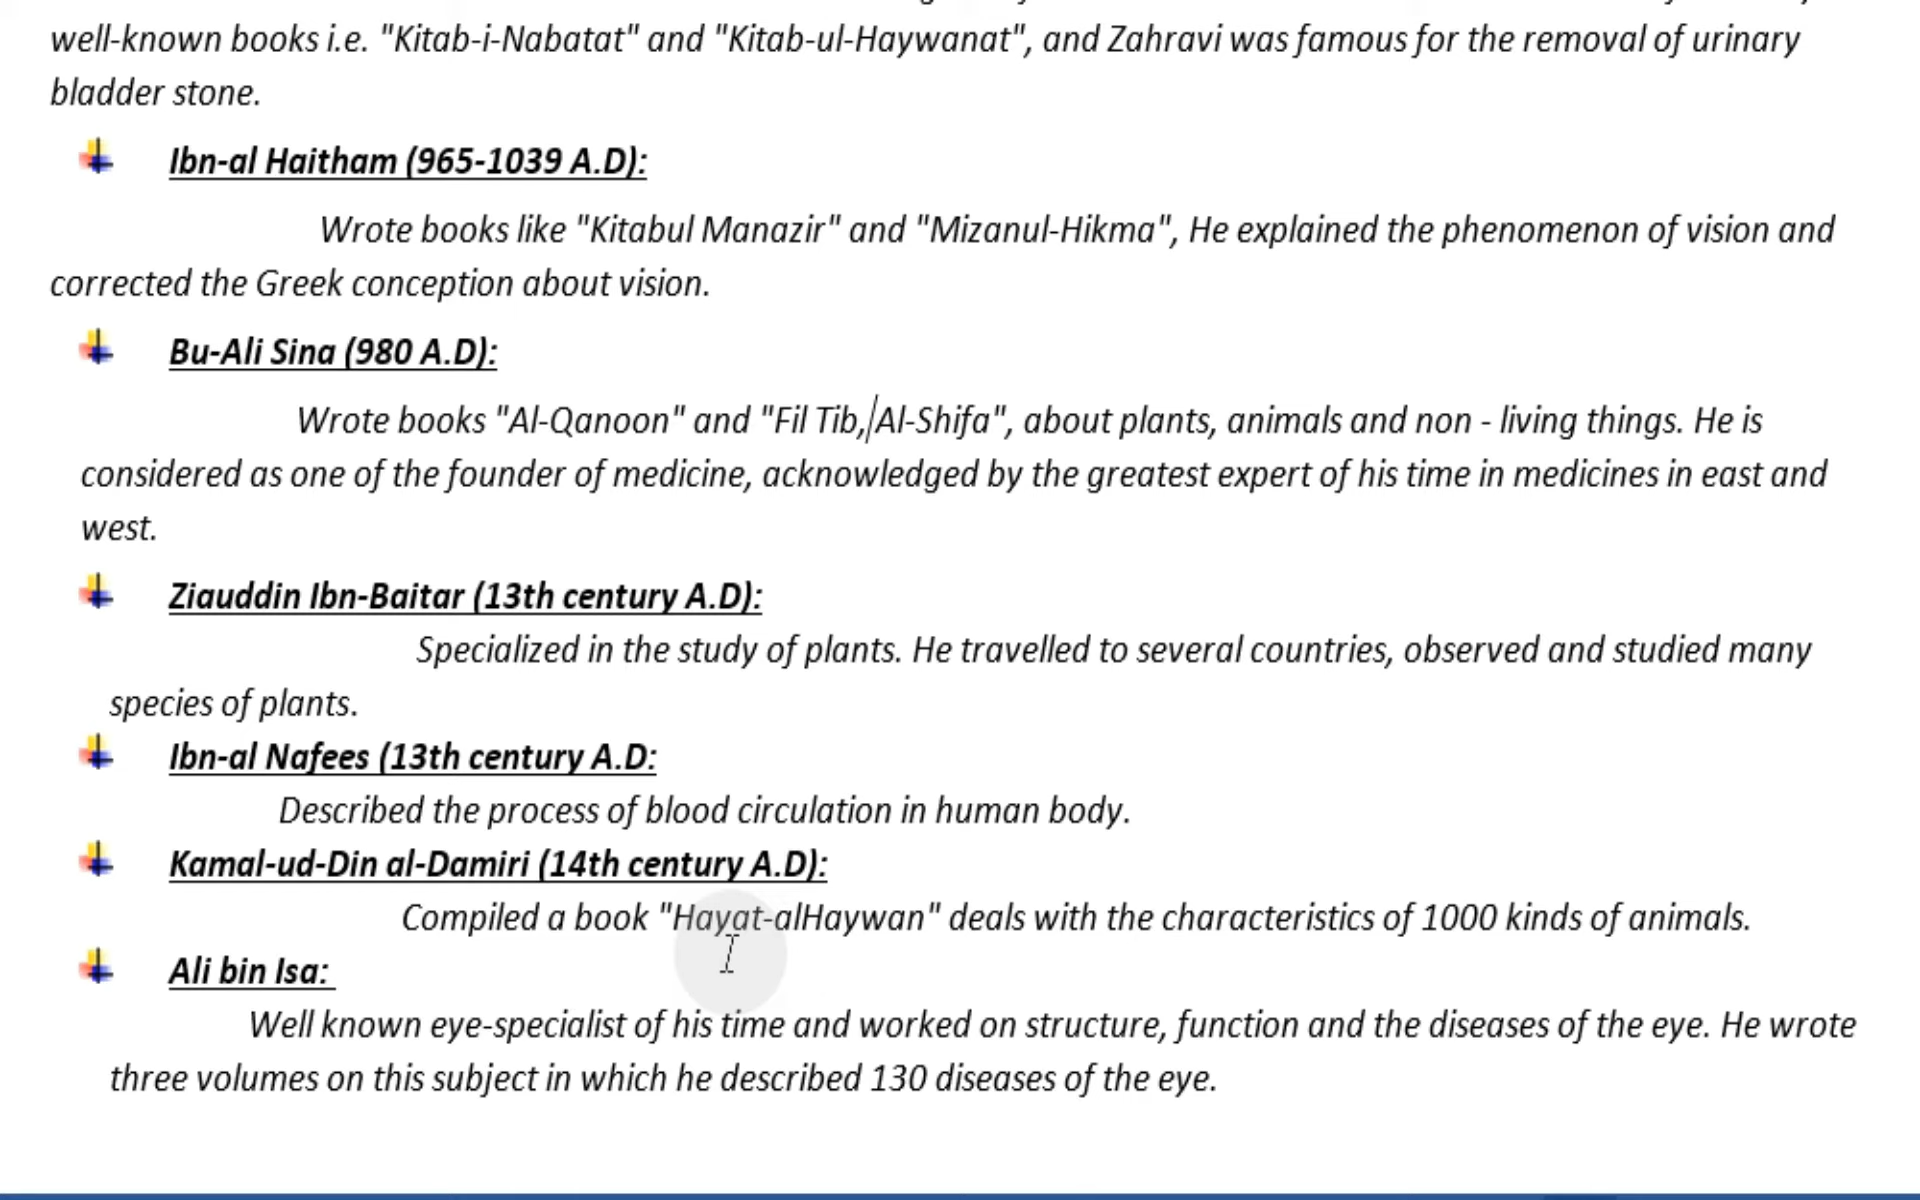 well-known books i.e. "Kitab-i-Nabatat" and "Kitab-ul-Haywanat", and Zahravi was famous for the removal of urinary
bladder stone.
Ibn-al Haitham (965-1039 A.D):
Wrote books like "Kitabul Manazir" and "Mizanul-Hikma", He explained the phenomenon of vision and
corrected the Greek conception about vision.
Bu-Ali Sina (980 A.D):
Wrote books "Al-Qanoon" and "Fil Tib, Al-Shifa", about plants, animals and non - living things. He is
considered as one of the founder of medicine, acknowledged by the greatest expert of his time in medicines in east and
west.
Ziauddin Ibn-Baitar (13th century A.D):
Specialized in the study of plants. He travelled to several countries, observed and studied many
species of plants.
Ibn-al Nafees (13th century A.D:
Described the process of blood circulation in human body.
Kamal-ud-Din al-Damiri (14th century A.D):
Compiled a book "Hayat-alHaywan" deals with the characteristics of 1000 kinds of animals.
Ali bin Isa:
Well known eye-specialist of his time and worked on structure, function and the diseases of the eye. He wrote
three volumes on this subject in which he described 130 diseases of the eye.